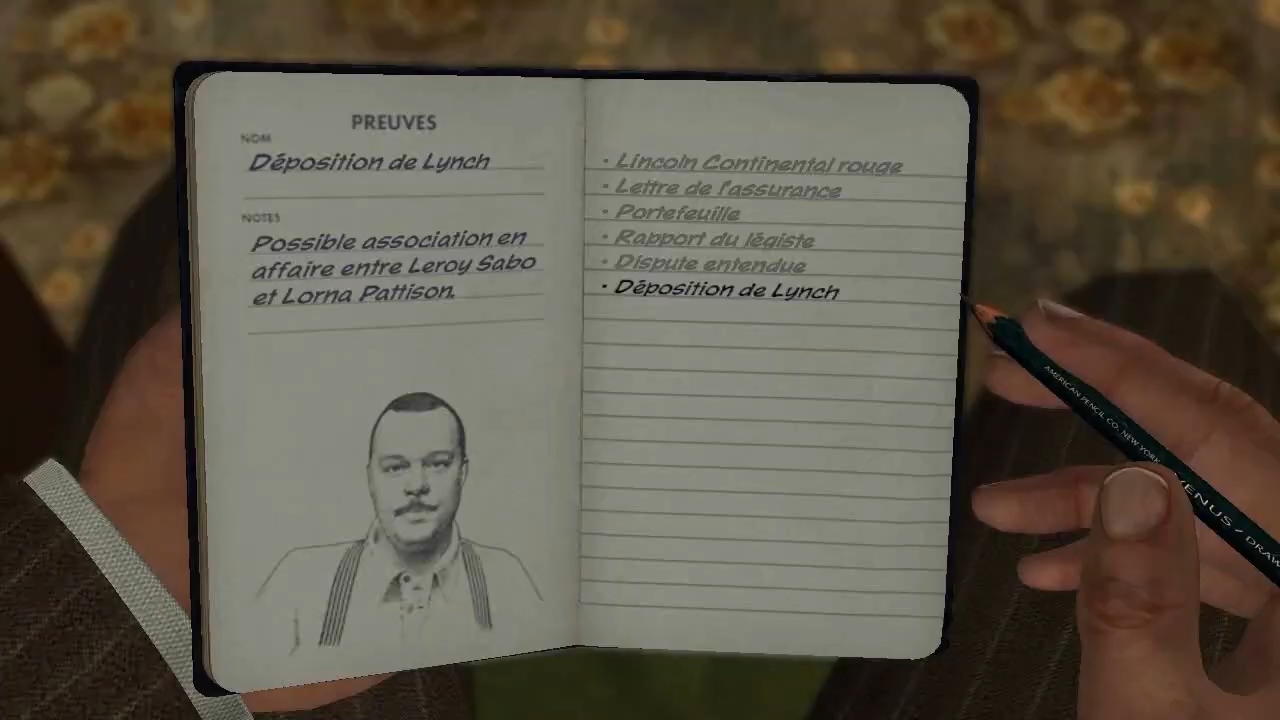 PREUVES
NOM
Déposition de Lynch
NOTES
Possible association en
affaire entre Leroy Sabo
et Lorna Pattison.
· Lincoln Continental rouge
· Lettre de l'assurance
· Portefeuille
· Rapport du légiste
· Dispute entendue
· Déposition de Lynch
AMERICAN PENCIL CO. NEW YORK
VENUS / DRAW